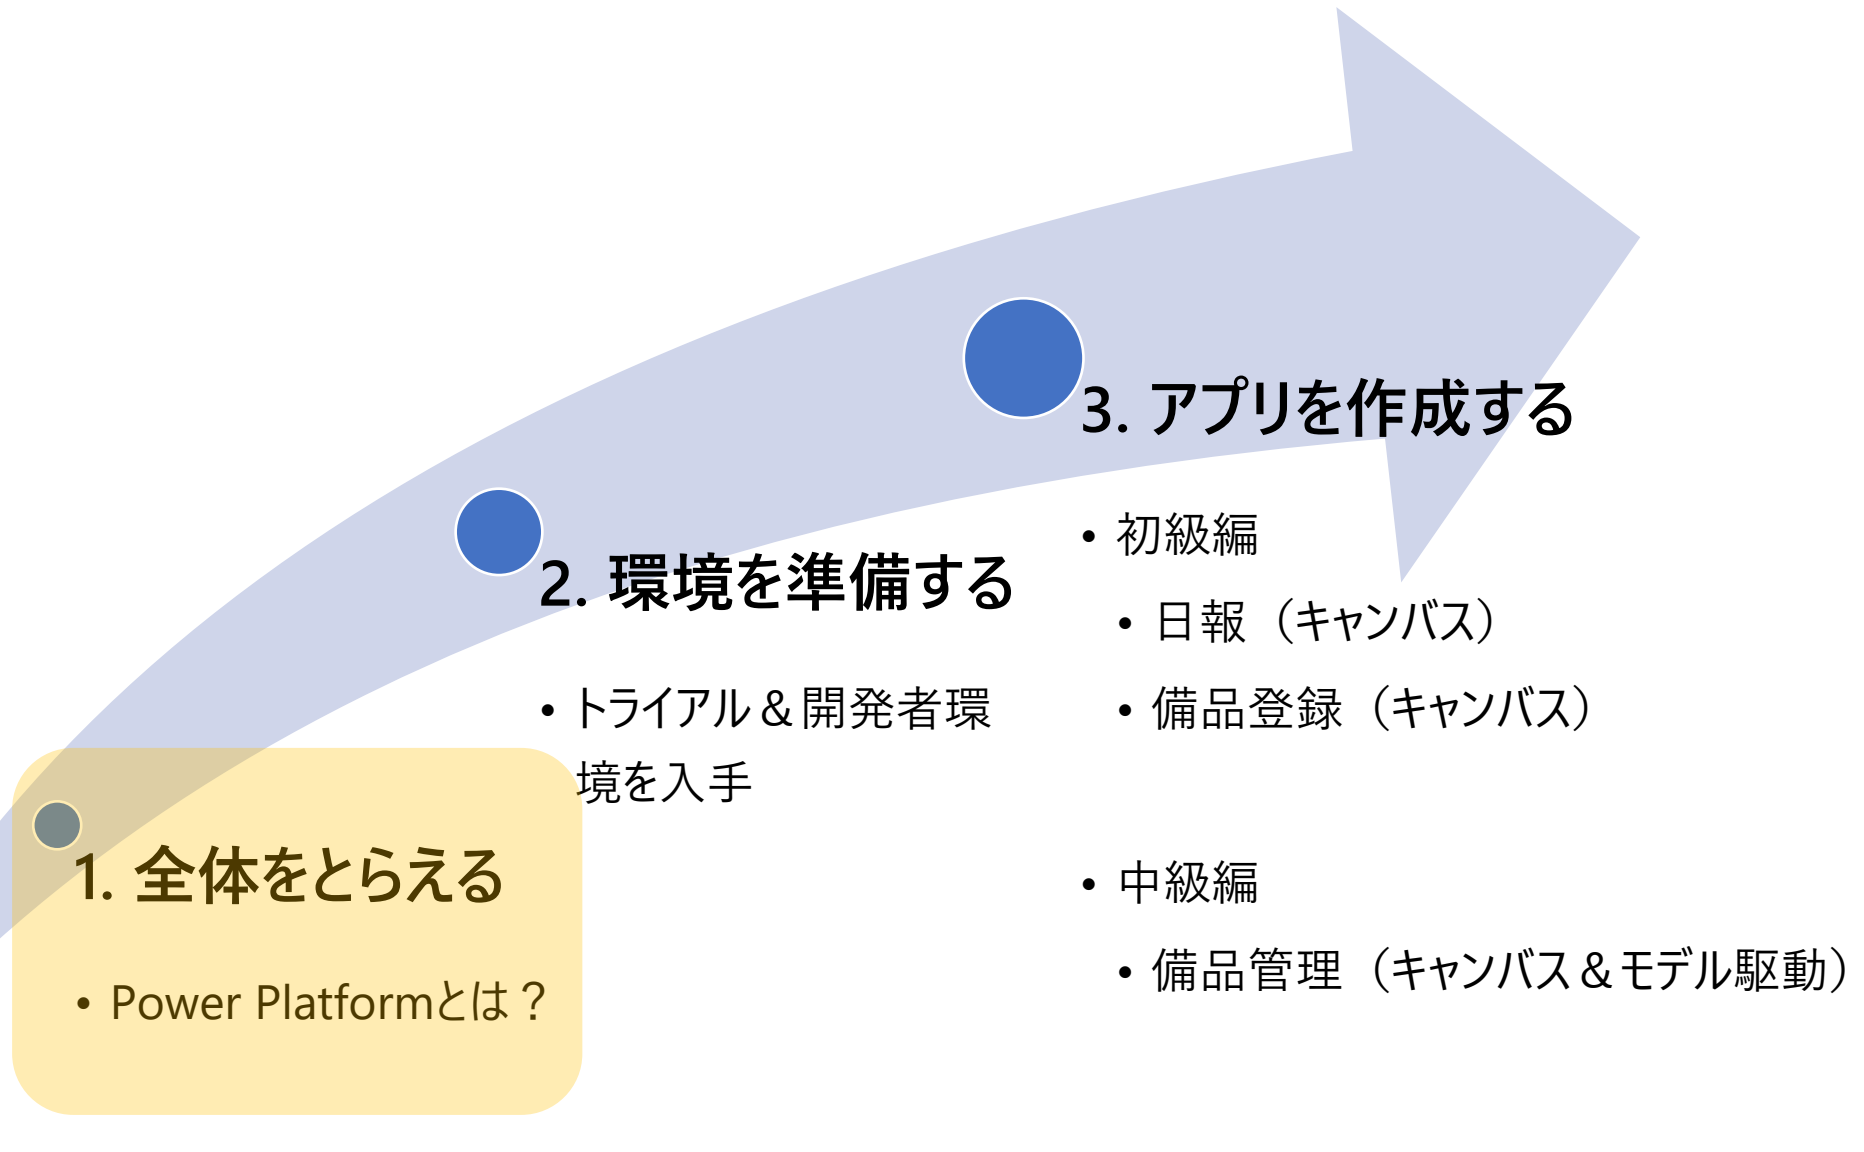 1. 全体をとらえる
• Power Platformとは？
2. 環境を準備する
• トライアル＆開発者環
境を入手
3. アプリを作成する
• 初級編
• 日報（キャンバス）
• 備品登録（キャンバス）
• 中級編
• 備品管理（キャンバス＆モデル駆動）